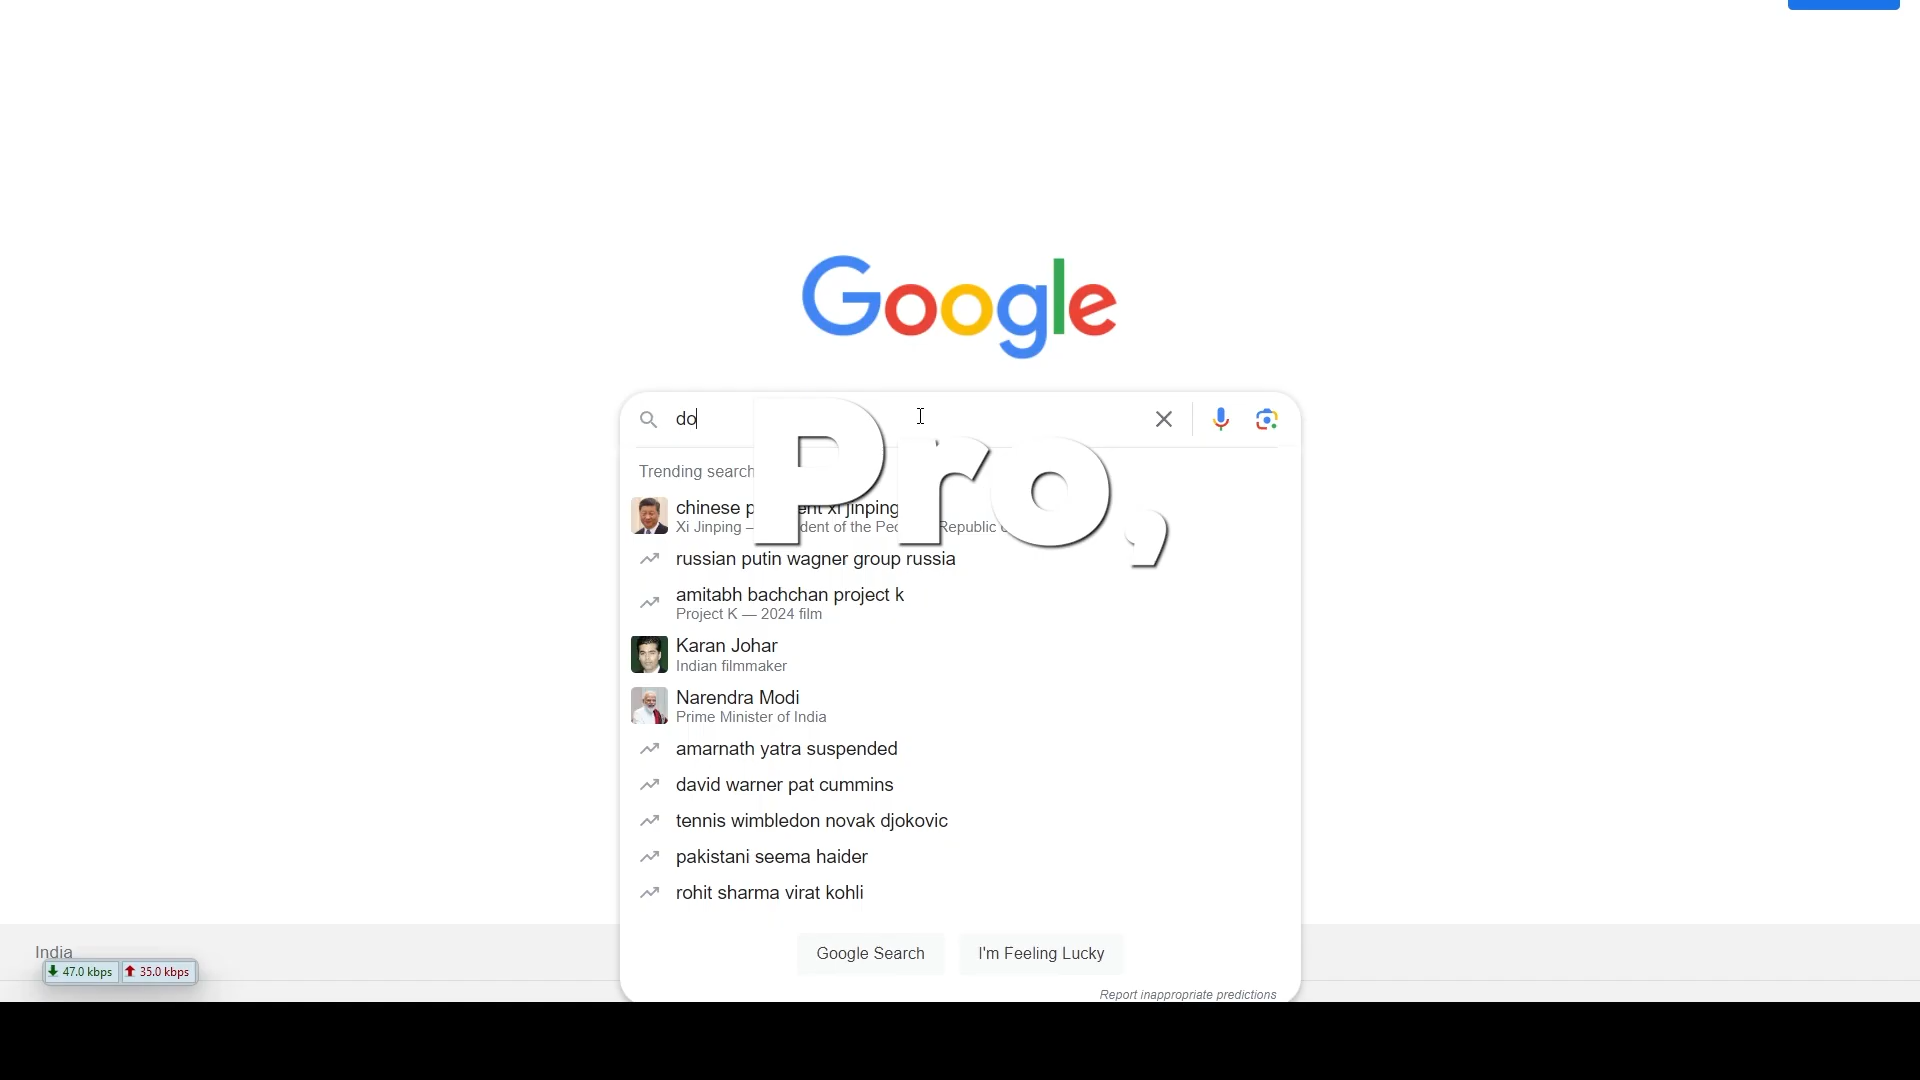 Google
do
Pro,
Trending search
chinese p ent xi jinping
Xi Jinping — dent of the Peo Republic
russian putin wagner group russia
amitabh bachchan project k
Project K — 2024 film
Karan Johar
Indian filmmaker
Narendra Modi
Prime Minister of India
amarnath yatra suspended
david warner pat cummins
tennis wimbledon novak djokovic
pakistani seema haider
rohit sharma virat kohli
Google Search I'm Feeling Lucky
India
47.0 kbps 35.0 kbps
Report inappropriate predictions